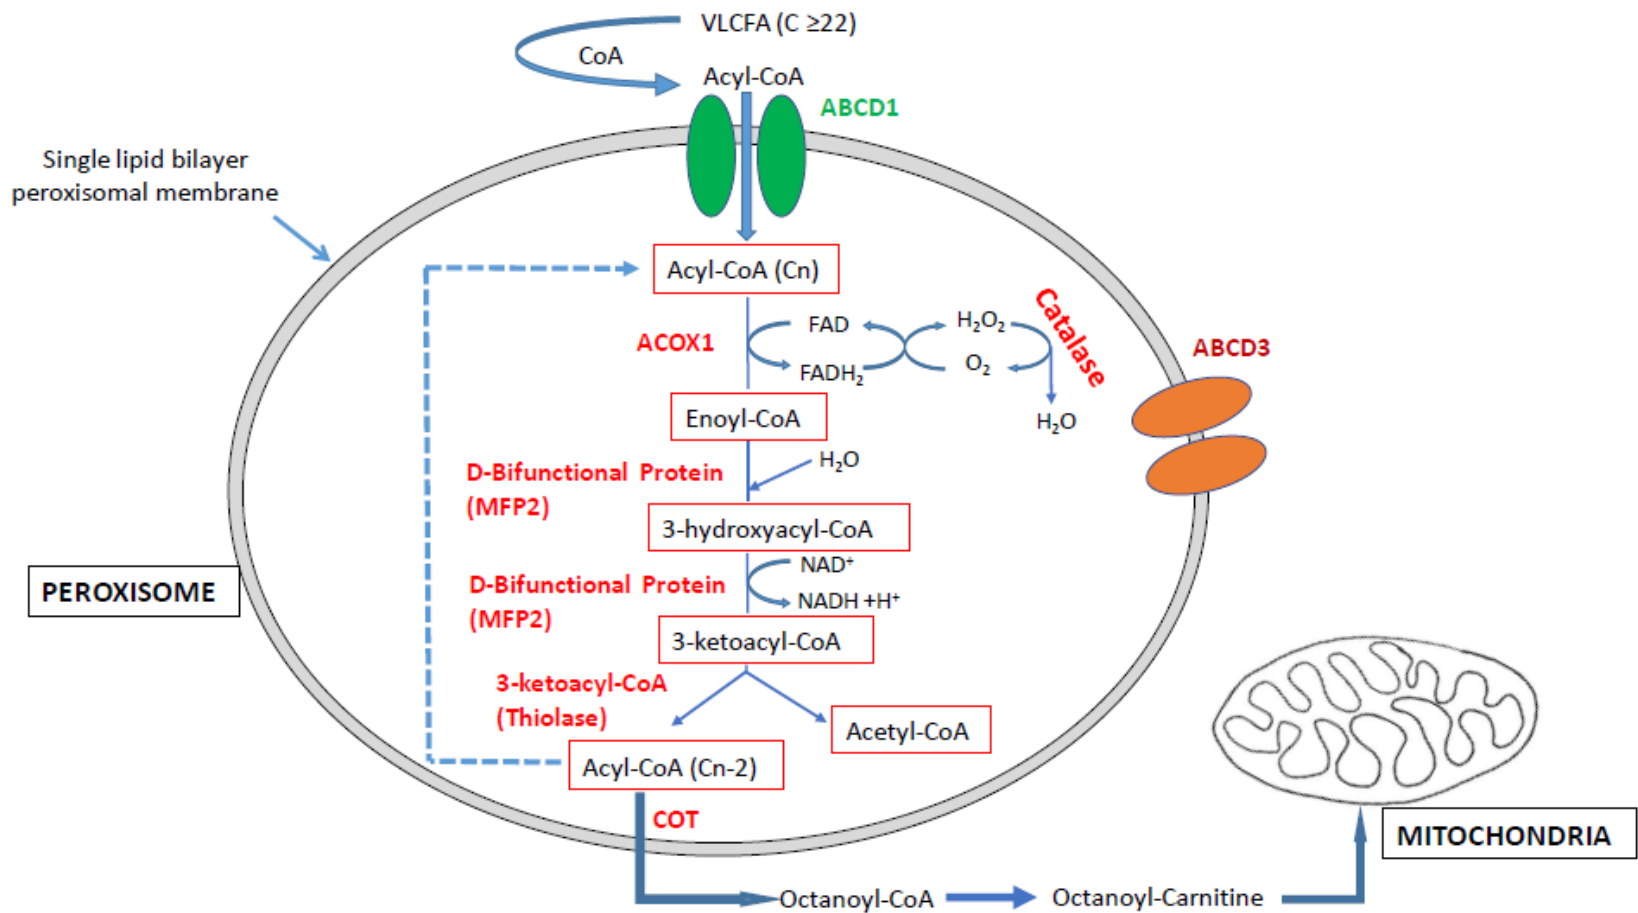 VLCFA (C ≥22)
CoA
Acyl-CoA
ABCD1
Single lipid bilayer
peroxisomal membrane
Acyl-CoA (Cn)
ACOX1
FAD
FADH₂
H₂O₂
O₂
Catalase
H₂O
ABCD3
Enoyl-CoA
H₂O
D-Bifunctional Protein
(MFP2)
3-hydroxyacyl-CoA
NAD⁺
NADH +H⁺
D-Bifunctional Protein
(MFP2)
PEROXISOME
3-ketoacyl-CoA
3-ketoacyl-CoA
(Thiolase)
Acetyl-CoA
Acyl-CoA (Cn-2)
COT
MITOCHONDRIA
Octanoyl-CoA
Octanoyl-Carnitine